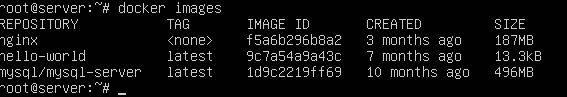 root@server:~# docker images
REPOSITORY TAG IMAGE ID CREATED SIZE
nginx <none> f5a6b296b8a2 3 months ago 187MB
hello-world latest 9c7a54a9a43c 7 months ago 13.3kB
mysql/mysql-server latest 1d9c2219ff69 10 months ago 496MB
root@server:~# _